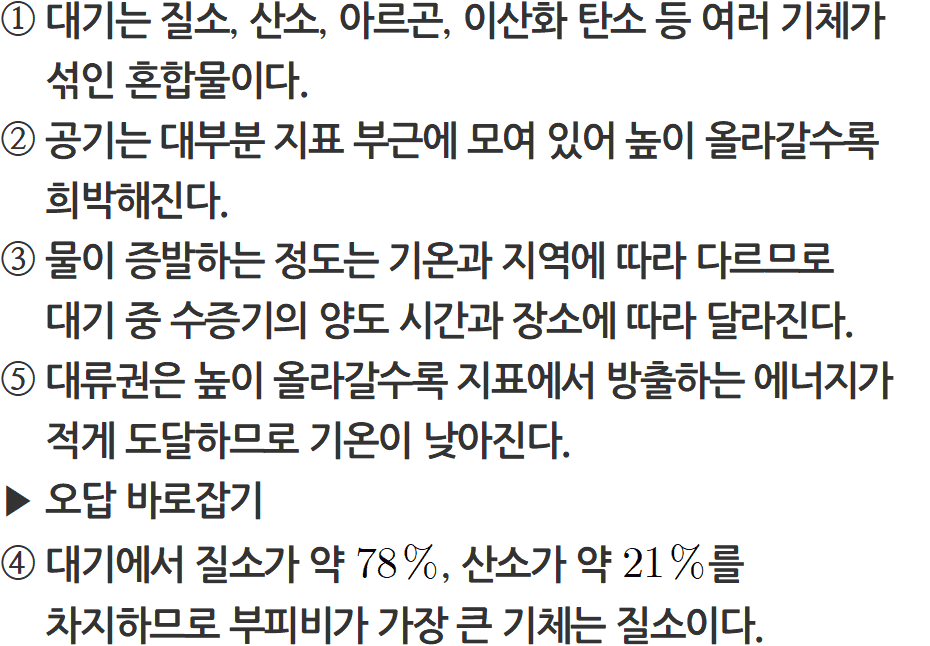 ① 대기는 질소, 산소, 아르곤, 이산화 탄소 등 여러 기체가
섞인 혼합물이다.
② 공기는 대부분 지표 부근에 모여 있어 높이 올라갈수록
희박해진다.
③ 물이 증발하는 정도는 기온과 지역에 따라 다르므로
대기 중 수증기의 양도 시간과 장소에 따라 달라진다.
⑤ 대류권은 높이 올라갈수록 지표에서 방출하는 에너지가
적게 도달하므로 기온이 낮아진다.
▶ 오답 바로잡기
④ 대기에서 질소가 약 78%, 산소가 약 21%를
차지하므로 부피비가 가장 큰 기체는 질소이다.